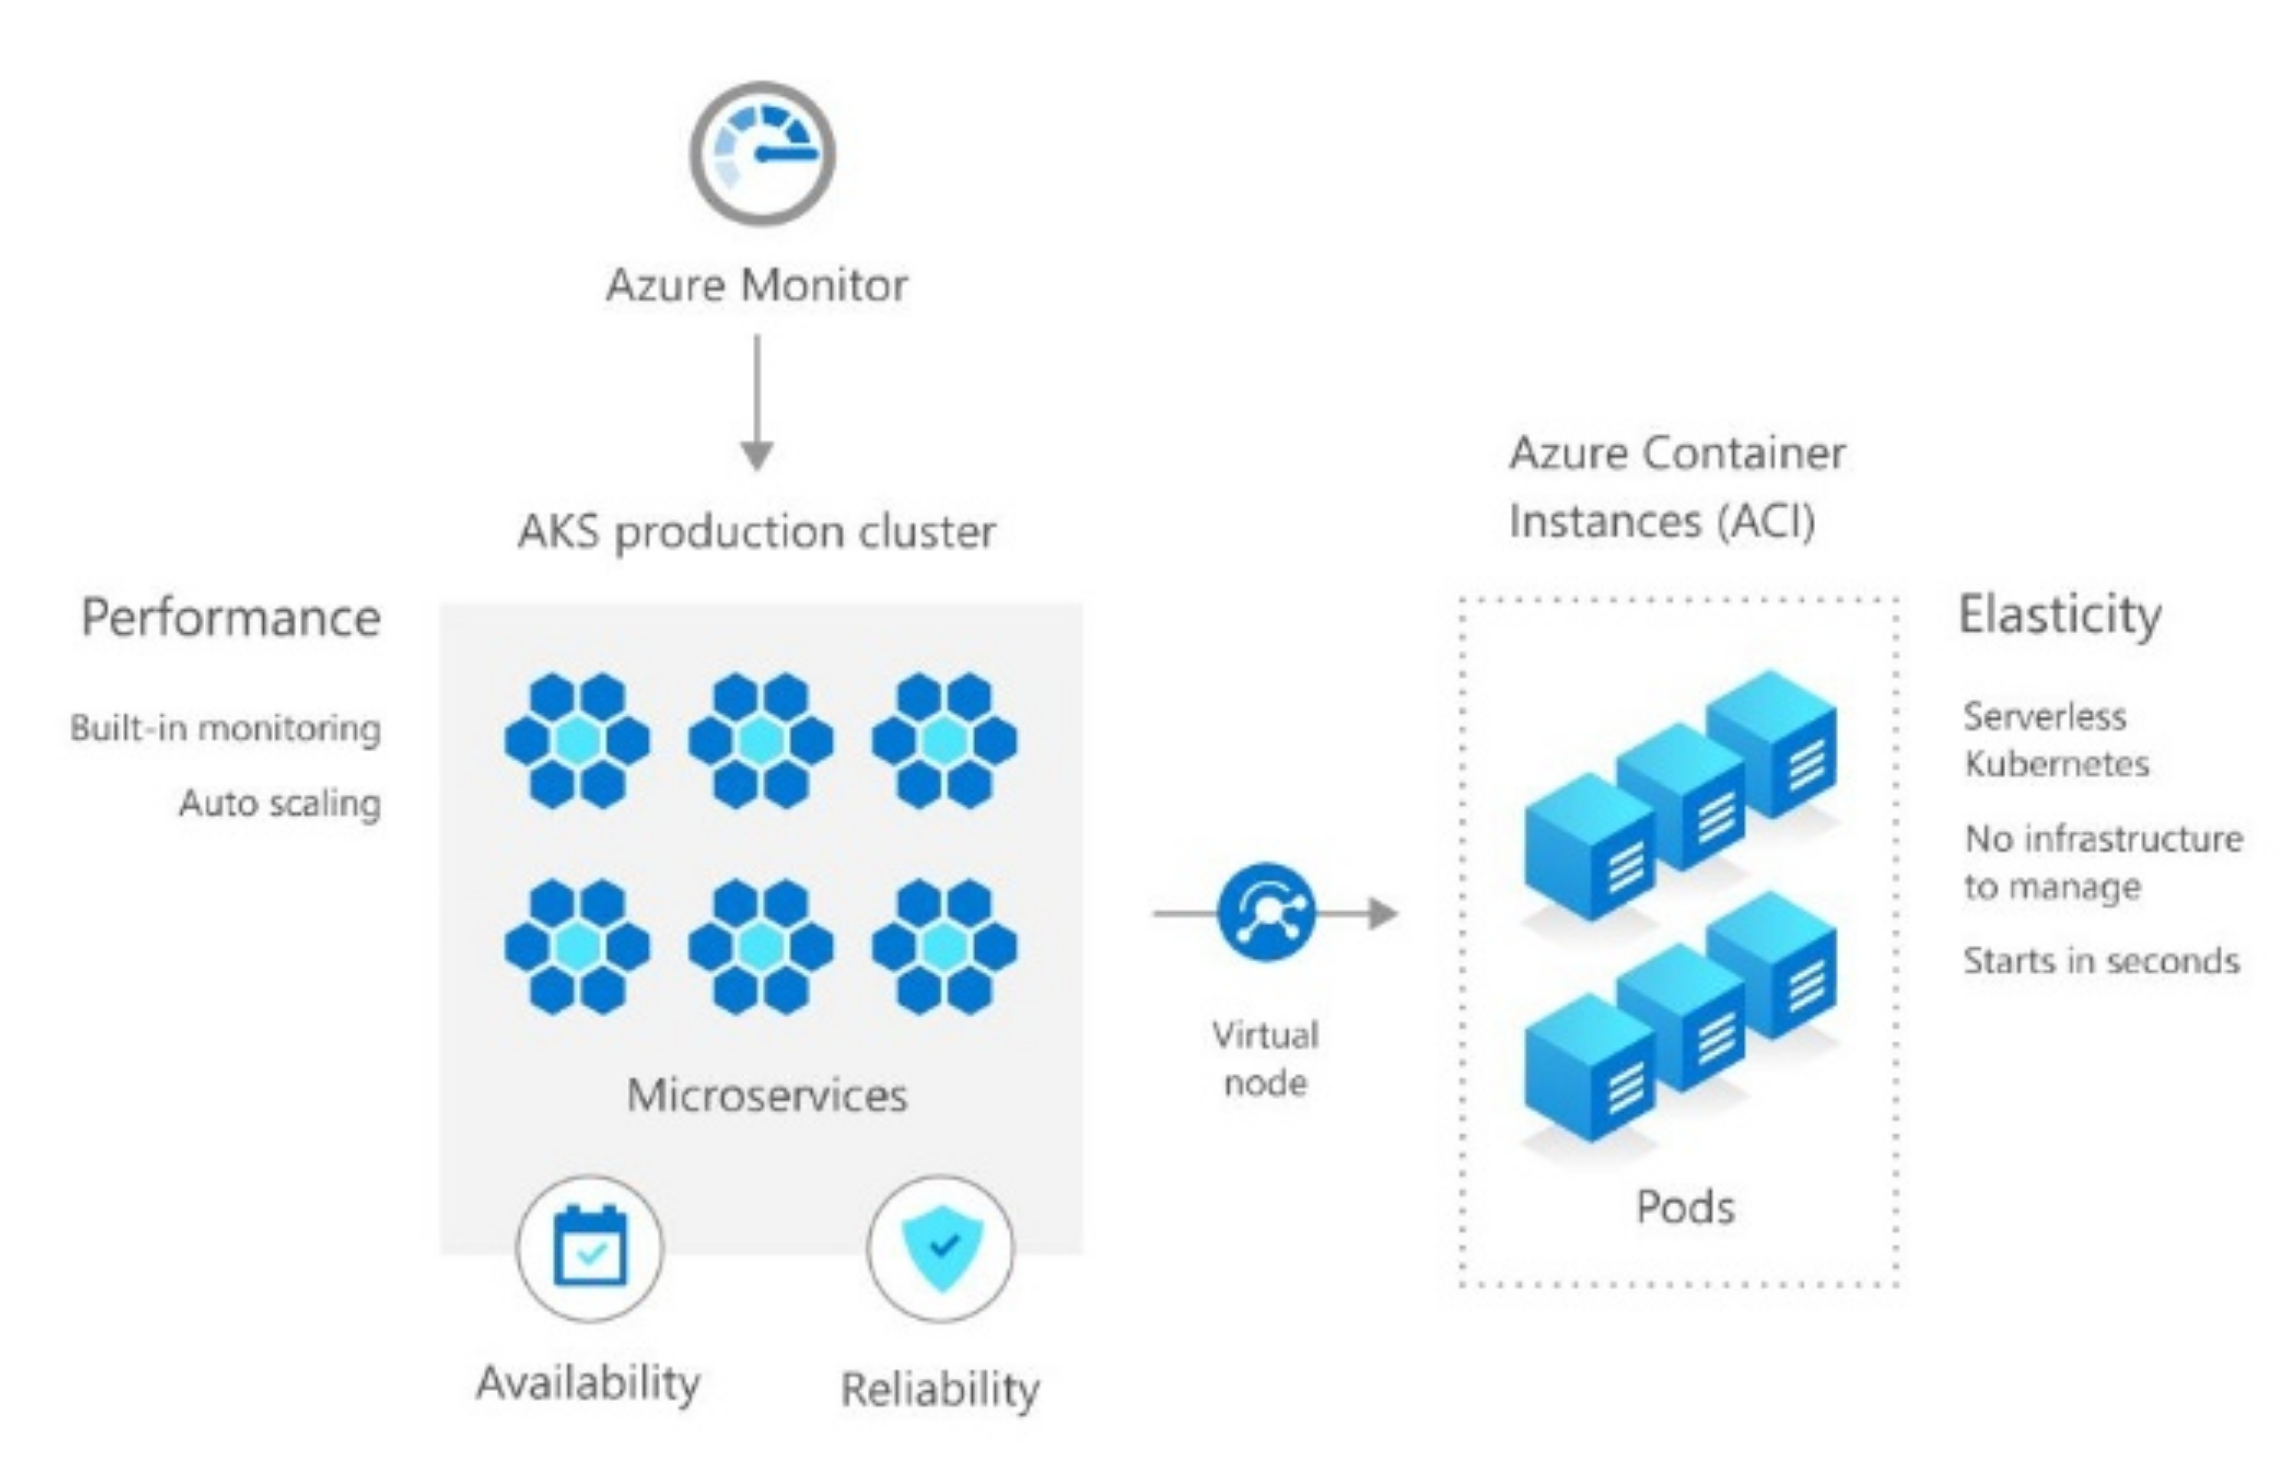 Azure Monitor
AKS production cluster
Performance
Built-in monitoring
Auto scaling
Microservices
Availability
Reliability
Virtual
node
Azure Container
Instances (ACI)
Pods
Elasticity
Serverless
Kubernetes
No infrastructure
to manage
Starts in seconds